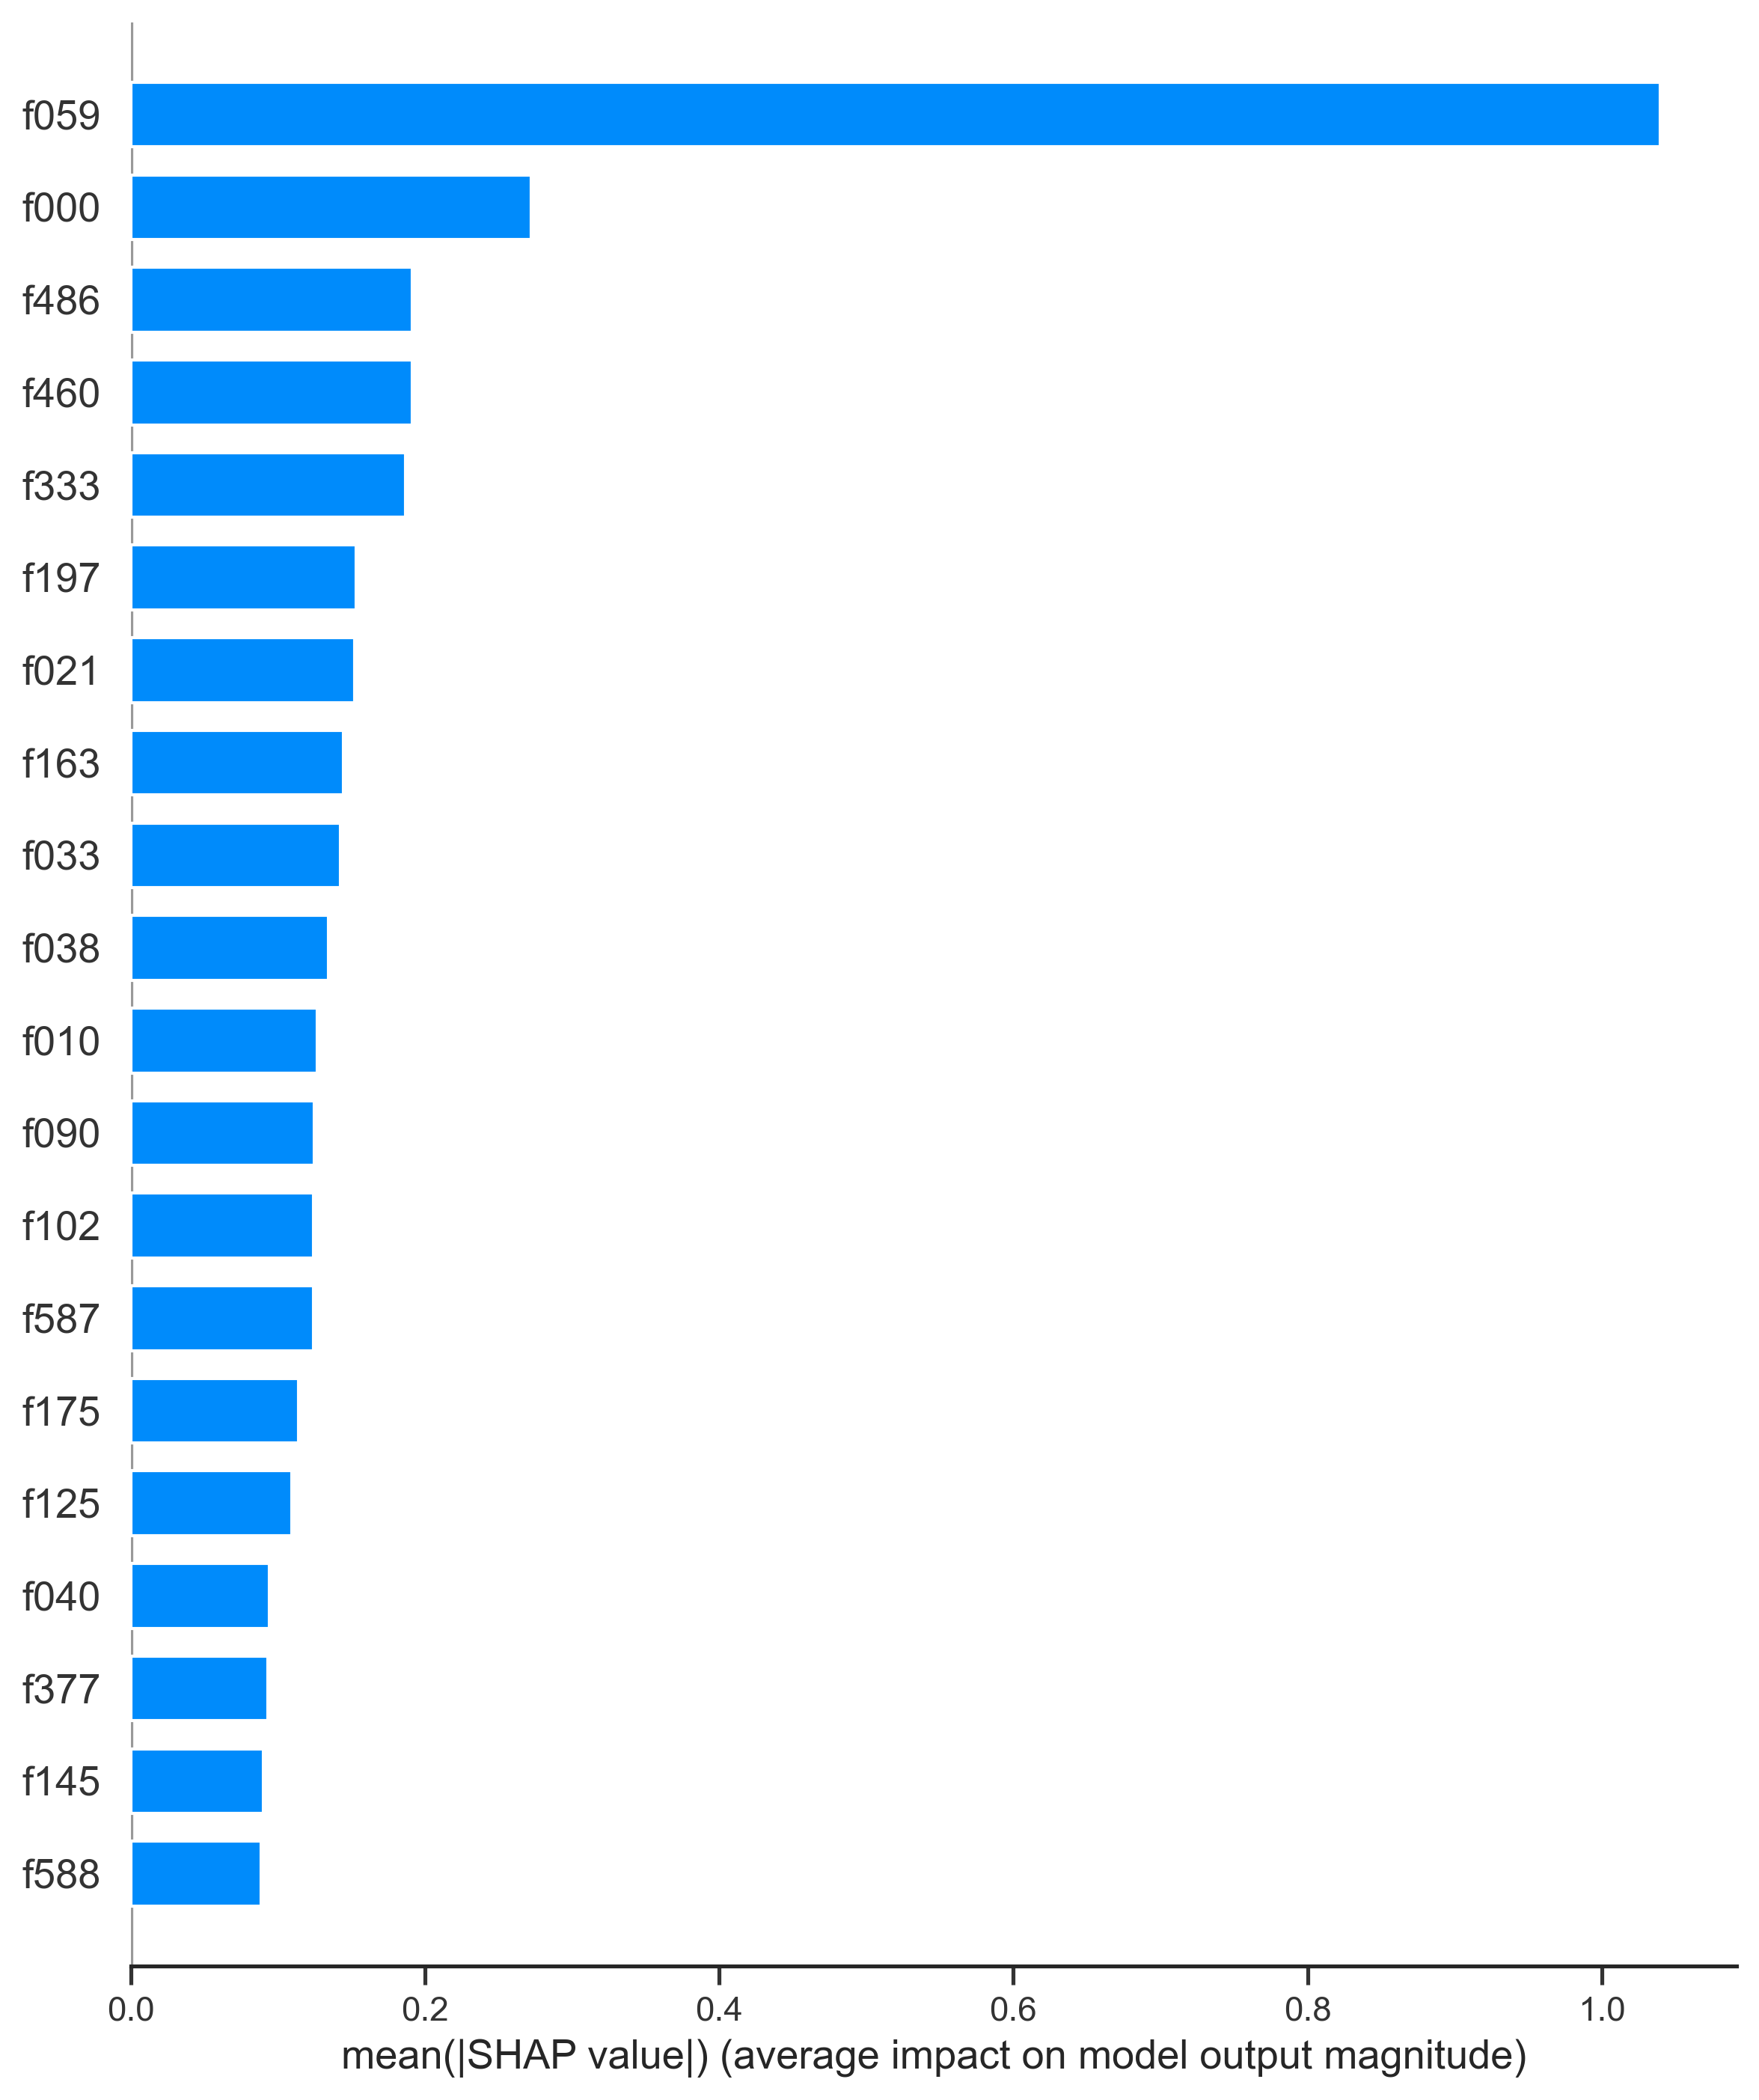 f059
f000
f486
f460
f333
f197
f021
f163
f033
f038
f010
f090
f102
f587
f175
f125
f040
f377
f145
f588
0.0 0.2 0.4 0.6 0.8 1.0
mean(|SHAP value|) (average impact on model output magnitude)